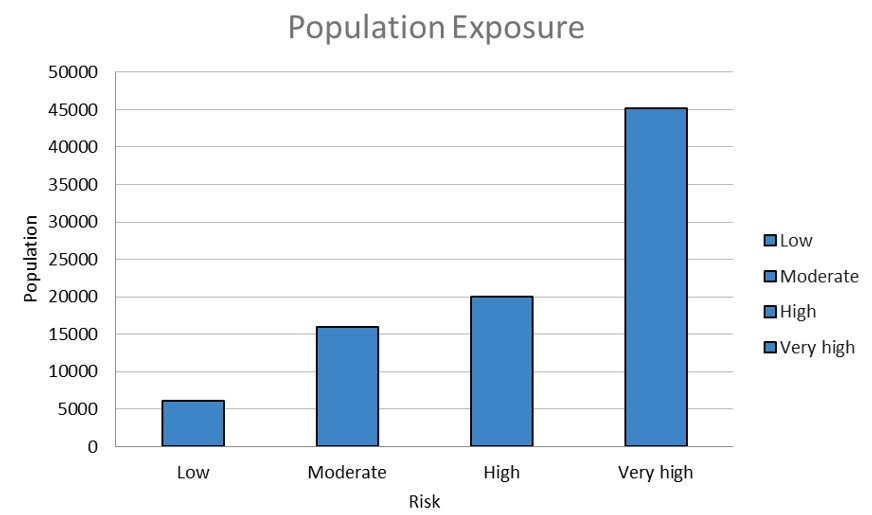 Population Exposure
50000
45000
40000
35000
30000
25000
20000
15000
10000
5000
0
Population
Low
Moderate
High
Very high
Low Moderate High Very high
Risk